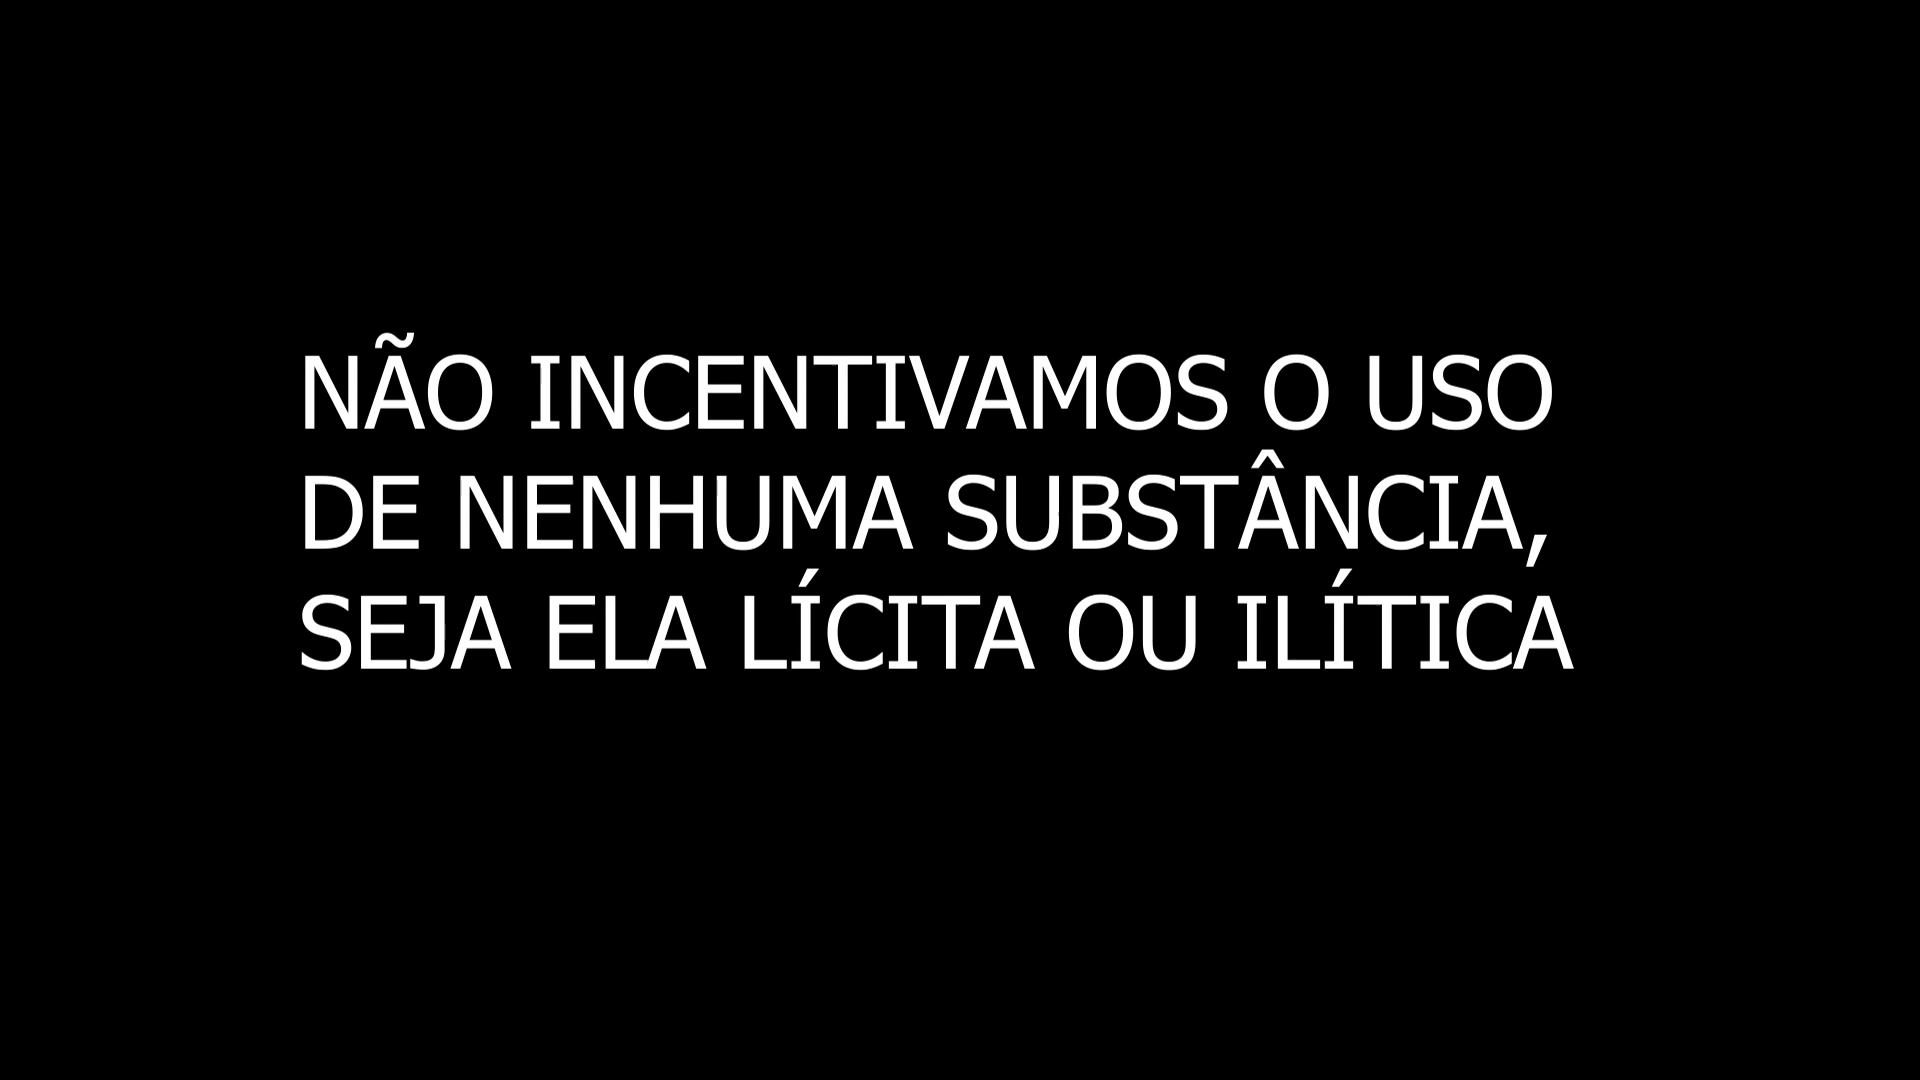 NÃO INCENTIVAMOS O USO
DE NENHUMA SUBSTÂNCIA,
SEJA ELA LÍCITA OU ILÍTICA